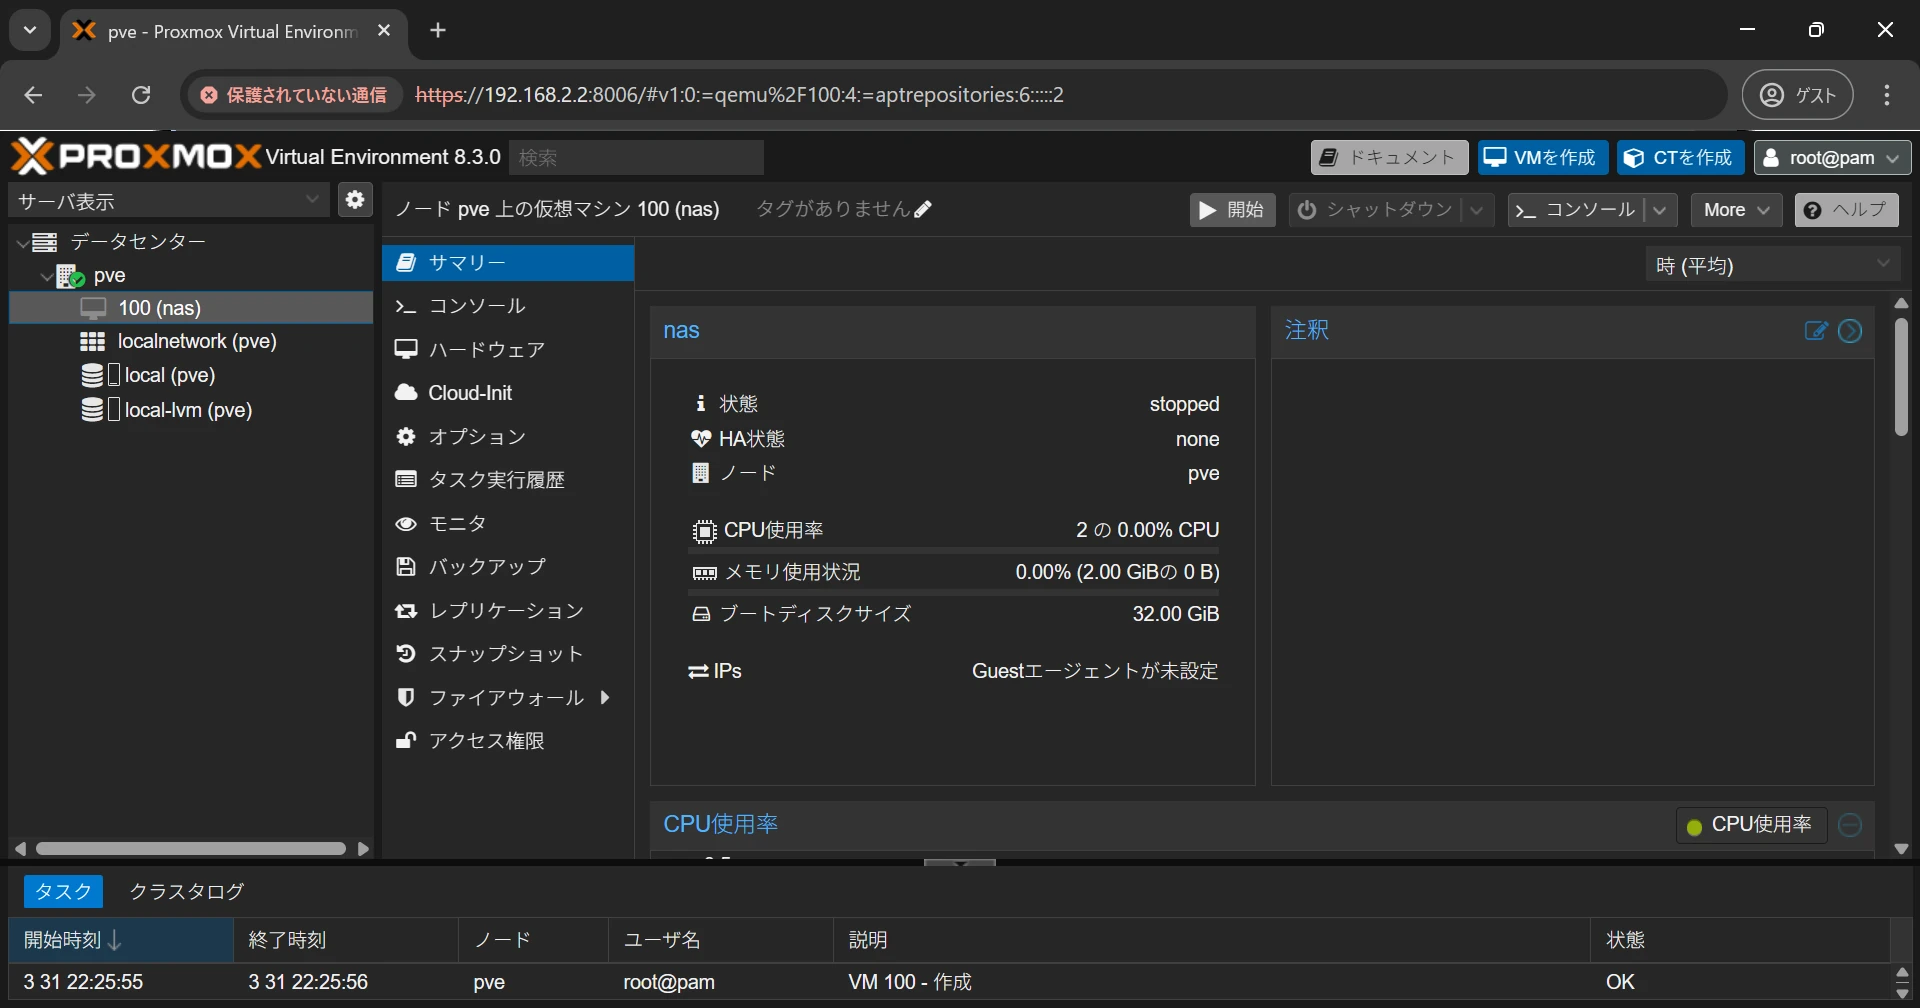 pve - Proxmox Virtual Environm
保護されていない通信 https://192.168.2.2:8006/#v1:0:=qemu%2F100:4:=aptrepositories:6:::::2
ゲスト
PROXMOX Virtual Environment 8.3.0 検索
ドキュメント VMを作成 CTを作成 root@pam
サーバ表示
データセンター
pve
100 (nas)
localnetwork (pve)
local (pve)
local-lvm (pve)
ノード pve 上の仮想マシン 100 (nas) タグがありません
開始 シャットダウン コンソール More ヘルプ
サマリー
コンソール
ハードウェア
Cloud-Init
オプション
タスク実行履歴
モニタ
バックアップ
レプリケーション
スナップショット
ファイアウォール
アクセス権限
時 (平均)
nas
状態 stopped
HA状態 none
ノード pve
CPU使用率 2 の 0.00% CPU
メモリ使用状況 0.00% (2.00 GiBの 0 B)
ブートディスクサイズ 32.00 GiB
IPs Guestエージェントが未設定
注釈
CPU使用率 CPU使用率
タスク クラスタログ
開始時刻 終了時刻 ノード ユーザ名 説明 状態
3 31 22:25:55 3 31 22:25:56 pve root@pam VM 100 - 作成 OK